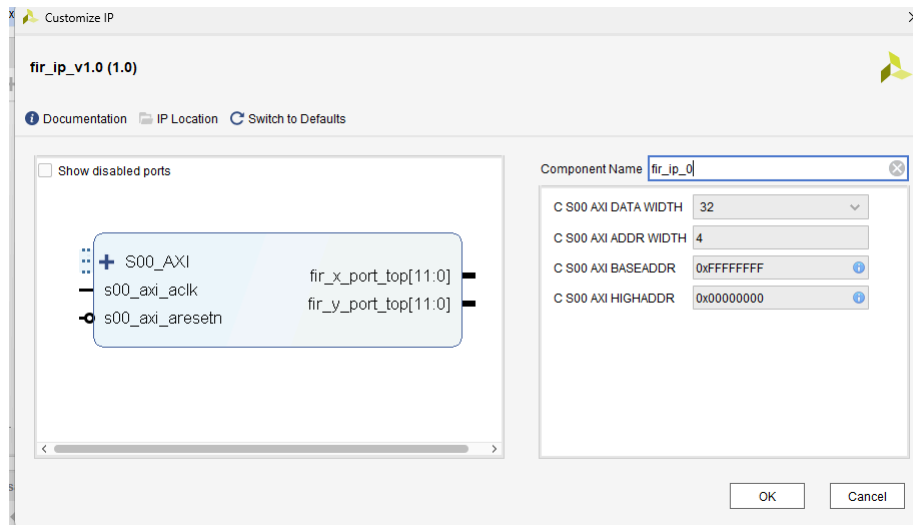 Customize IP
fir_ip_v1.0 (1.0)
Documentation IP Location Switch to Defaults
Show disabled ports
S00_AXI
s00_axi_aclk
s00_axi_aresetn
fir_x_port_top[11:0]
fir_y_port_top[11:0]
Component Name fir_ip_0
C S00 AXI DATA WIDTH 32
C S00 AXI ADDR WIDTH 4
C S00 AXI BASEADDR 0xFFFFFFFF
C S00 AXI HIGHADDR 0x00000000
OK Cancel